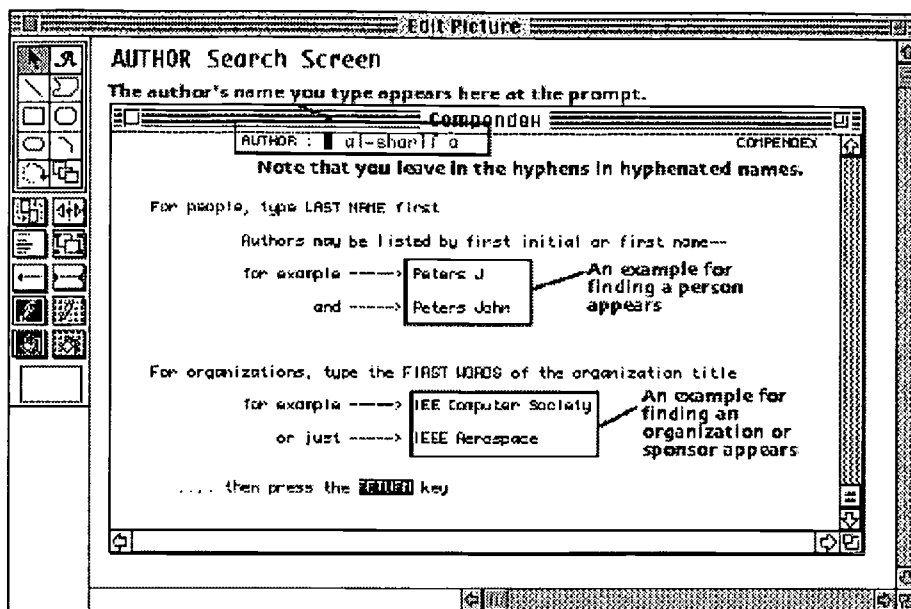 Edit Picture
AUTHOR Search Screen
The author's name you type appears here at the prompt.
Compendex
AUTHOR : al-sharif a
COMPENDEX
Note that you leave in the hyphens in hyphenated names.
For people, type LAST NAME first
Authors may be listed by first initial or first name--
for example -----> Peters J
and -----> Peters John
An example for
finding a person
appears
For organizations, type the FIRST WORDS of the organization title
for example -----> IEE Computer Society
or just -----> IEEE Aerospace
An example for
finding an
organization or
sponsor appears
.... then press the RETURN key